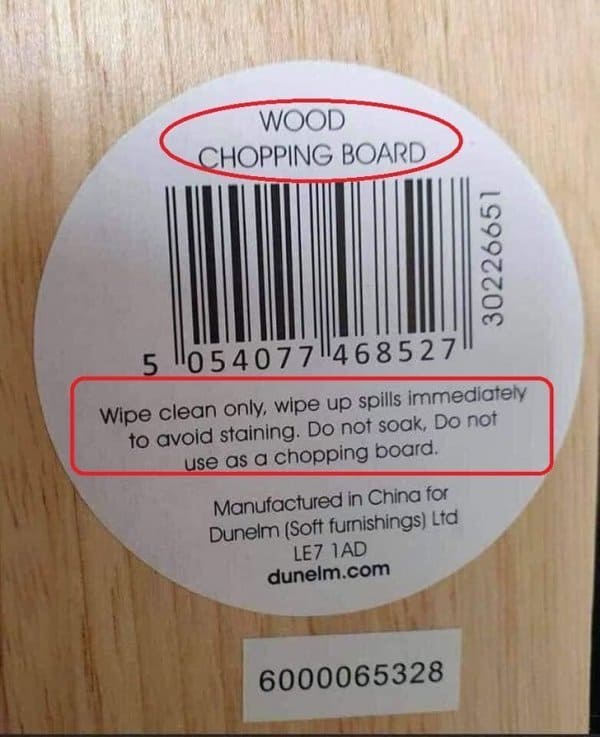 WOOD
CHOPPING BOARD
30226651
5 054077 468527
Wipe clean only, wipe up spills immediately
to avoid staining. Do not soak, Do not
use as a chopping board.
Manufactured in China for
Dunelm (Soft furnishings) Ltd
LE7 1AD
dunelm.com
6000065328